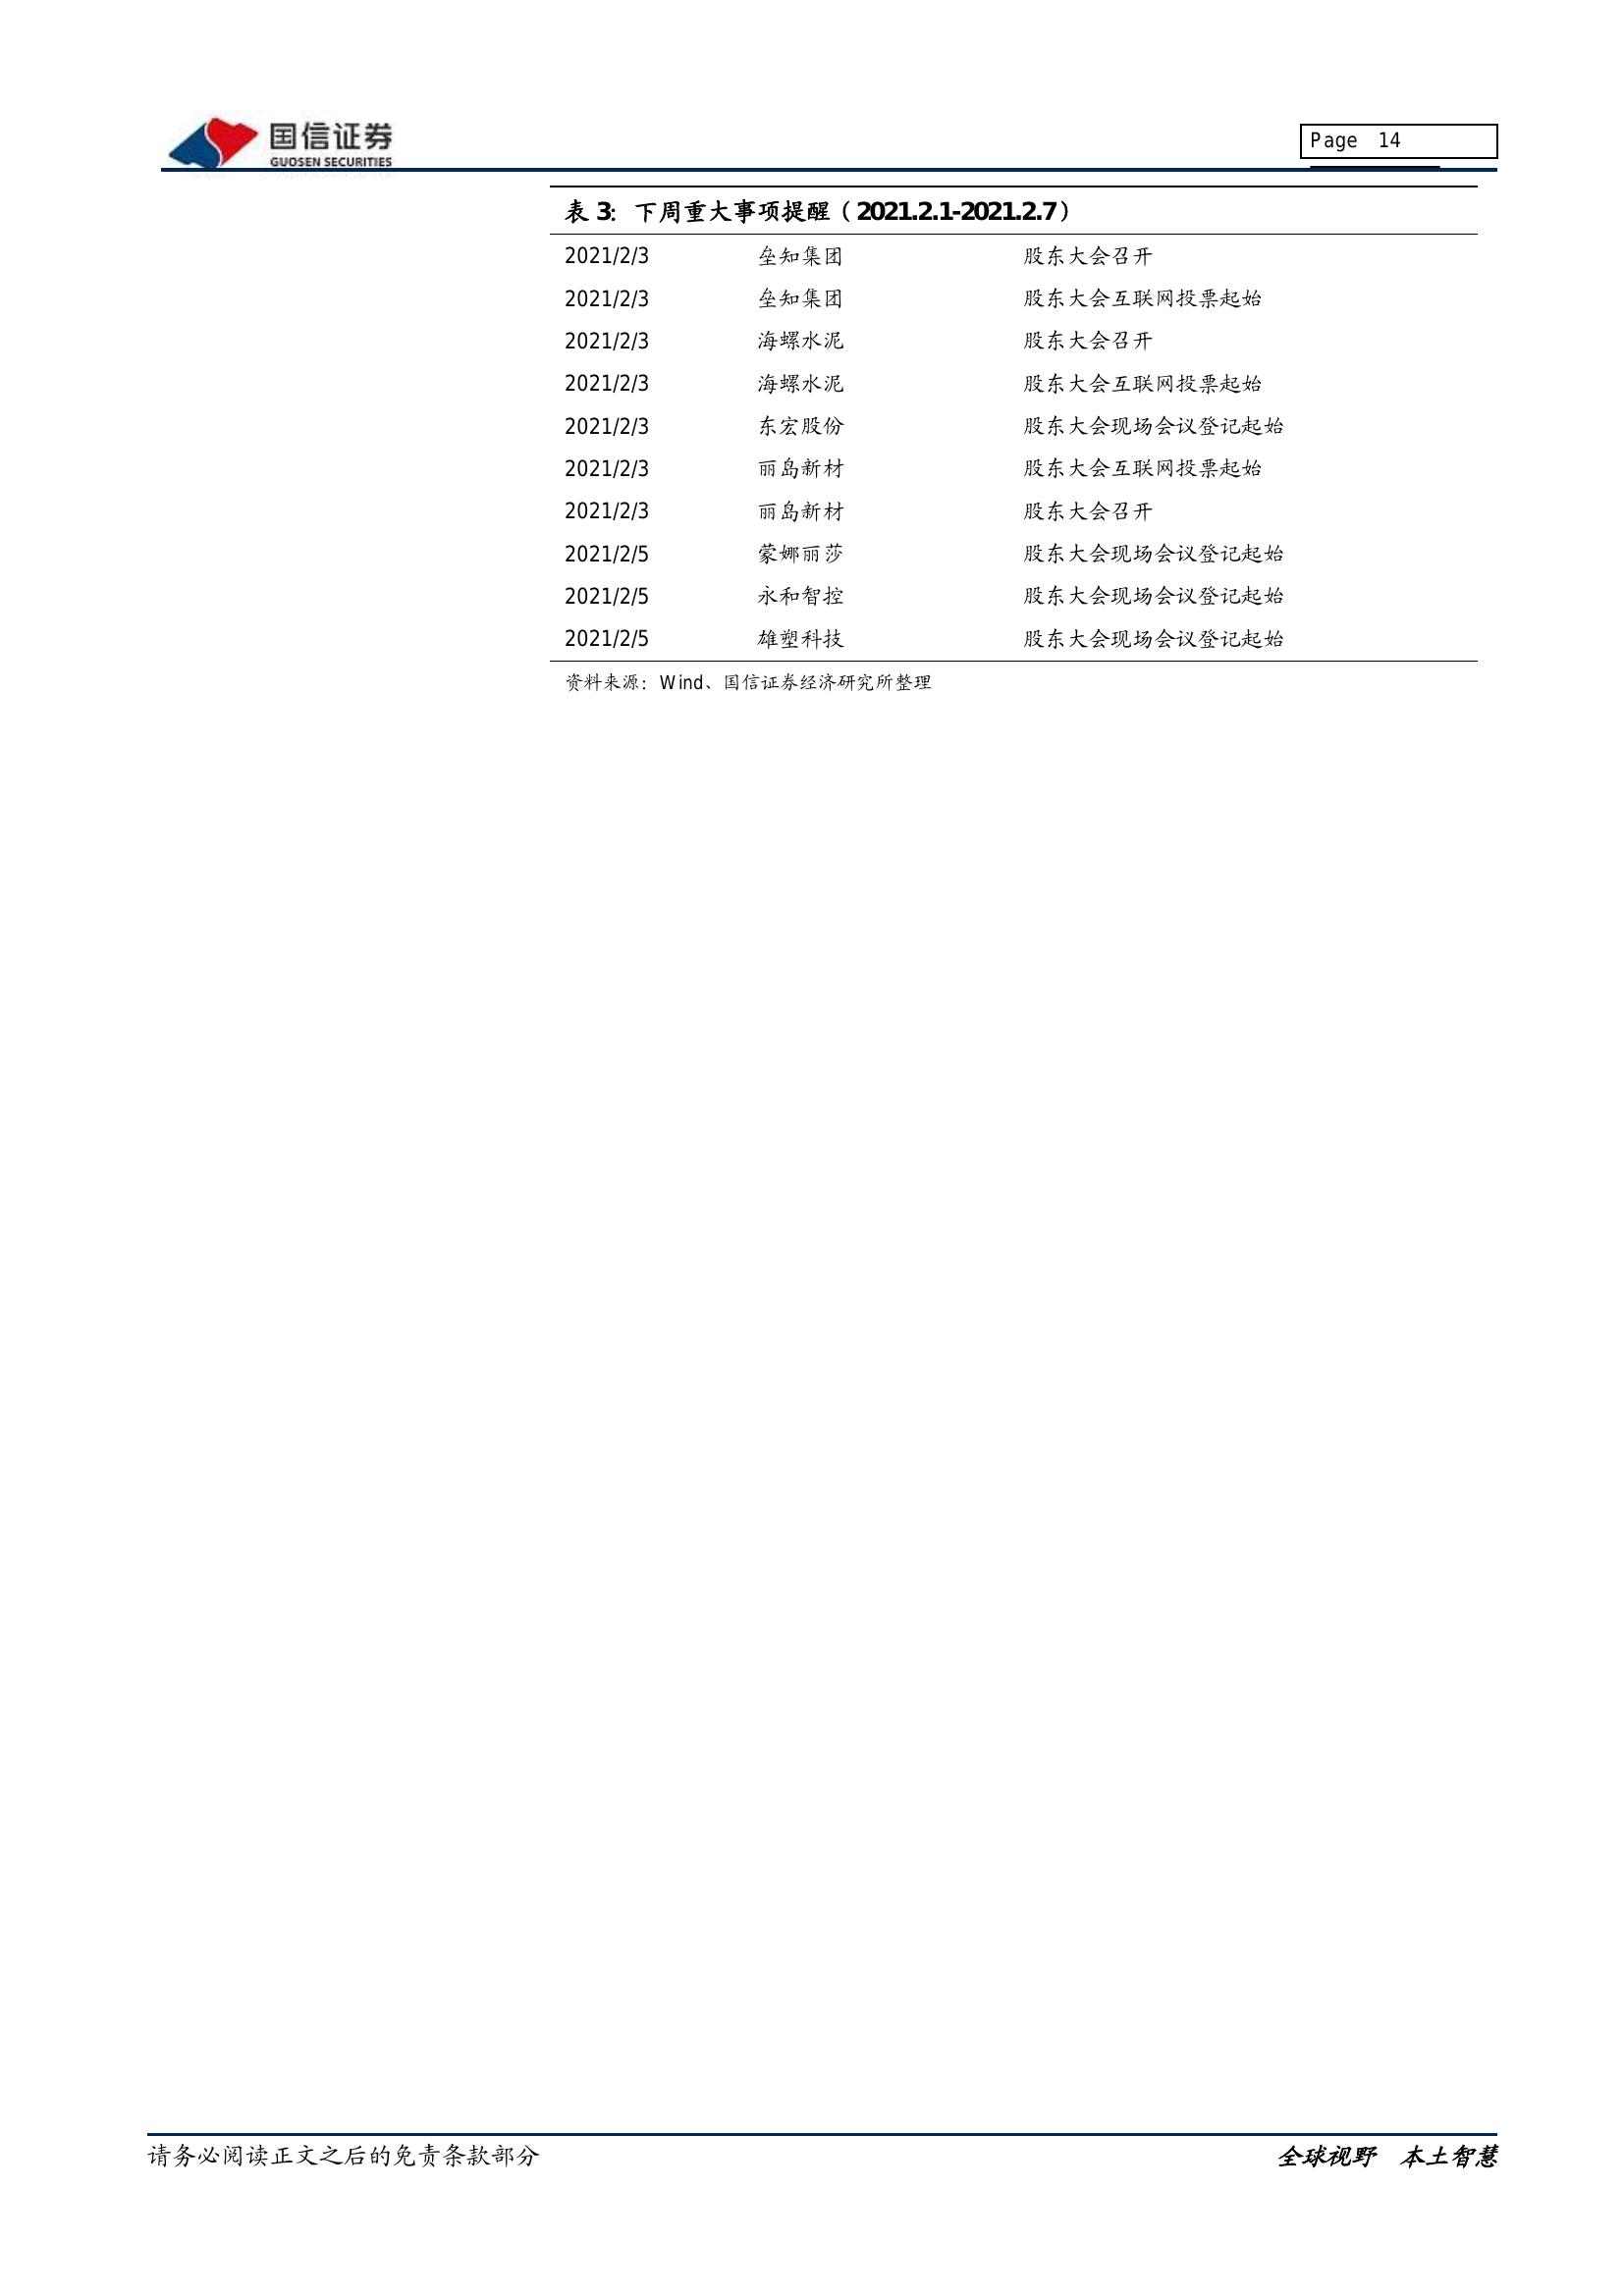 国信证券
GUOSEN SECURITIES
Page 14
表 3: 下周重大事项提醒（2021.2.1-2021.2.7）
2021/2/3 垒知集团 股东大会召开
2021/2/3 垒知集团 股东大会互联网投票起始
2021/2/3 海螺水泥 股东大会召开
2021/2/3 海螺水泥 股东大会互联网投票起始
2021/2/3 东宏股份 股东大会现场会议登记起始
2021/2/3 丽岛新材 股东大会互联网投票起始
2021/2/3 丽岛新材 股东大会召开
2021/2/5 蒙娜丽莎 股东大会现场会议登记起始
2021/2/5 永和智控 股东大会现场会议登记起始
2021/2/5 雄塑科技 股东大会现场会议登记起始
资料来源：Wind、国信证券经济研究所整理
请务必阅读正文之后的免责条款部分
全球视野 本土智慧